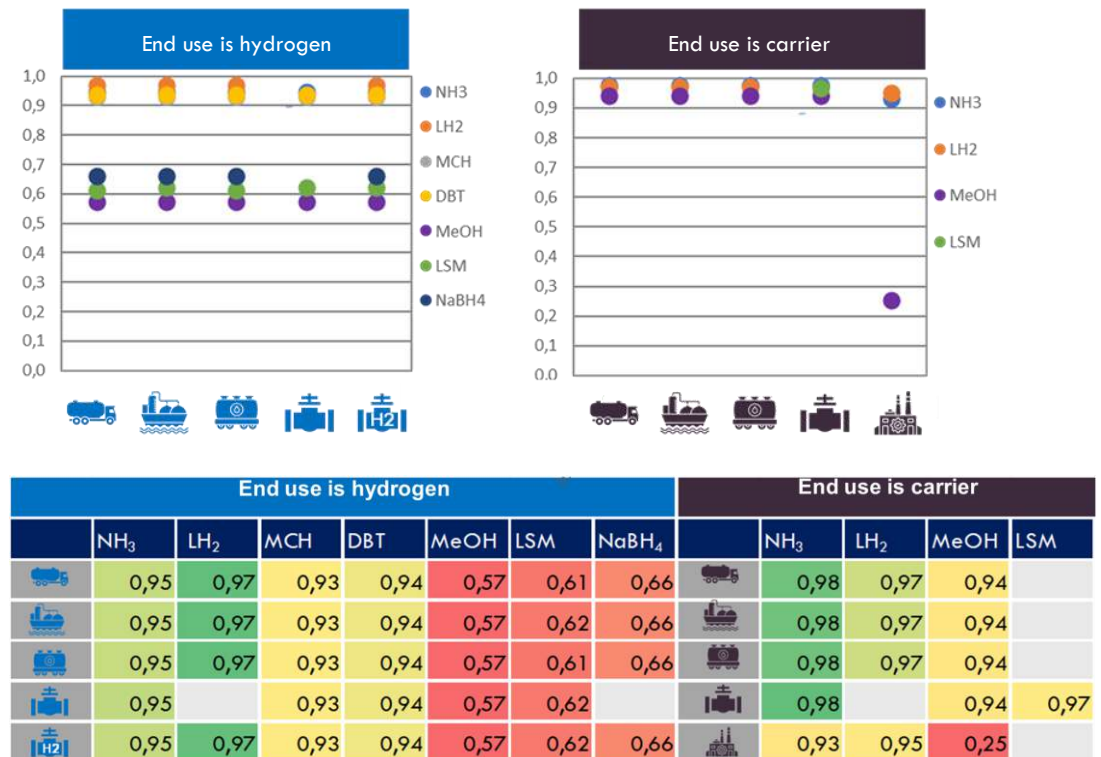 End use is hydrogen
1,0
0,9
0,8
0,7
0,6
0,5
0,4
0,3
0,2
0,1
0,0
NH3
LH2
MCH
DBT
MeOH
LSM
NaBH4
H2
End use is carrier
1,0
0,9
0,8
0,7
0,6
0,5
0,4
0,3
0,2
0,1
0.0
NH3
LH2
MeOH
LSM
End use is hydrogen End use is carrier
NH₃ LH₂ MCH DBT MeOH LSM NaBH₄ NH₃ LH₂ MeOH LSM
0,95 0,97 0,93 0,94 0,57 0,61 0,66 0,98 0,97 0,94
0,95 0,97 0,93 0,94 0,57 0,62 0,66 0,98 0,97 0,94
0,95 0,97 0,93 0,94 0,57 0,61 0,66 0,98 0,97 0,94
0,95 0,93 0,94 0,57 0,62 0,98 0,94 0,97
H2 0,95 0,97 0,93 0,94 0,57 0,62 0,66 0,93 0,95 0,25